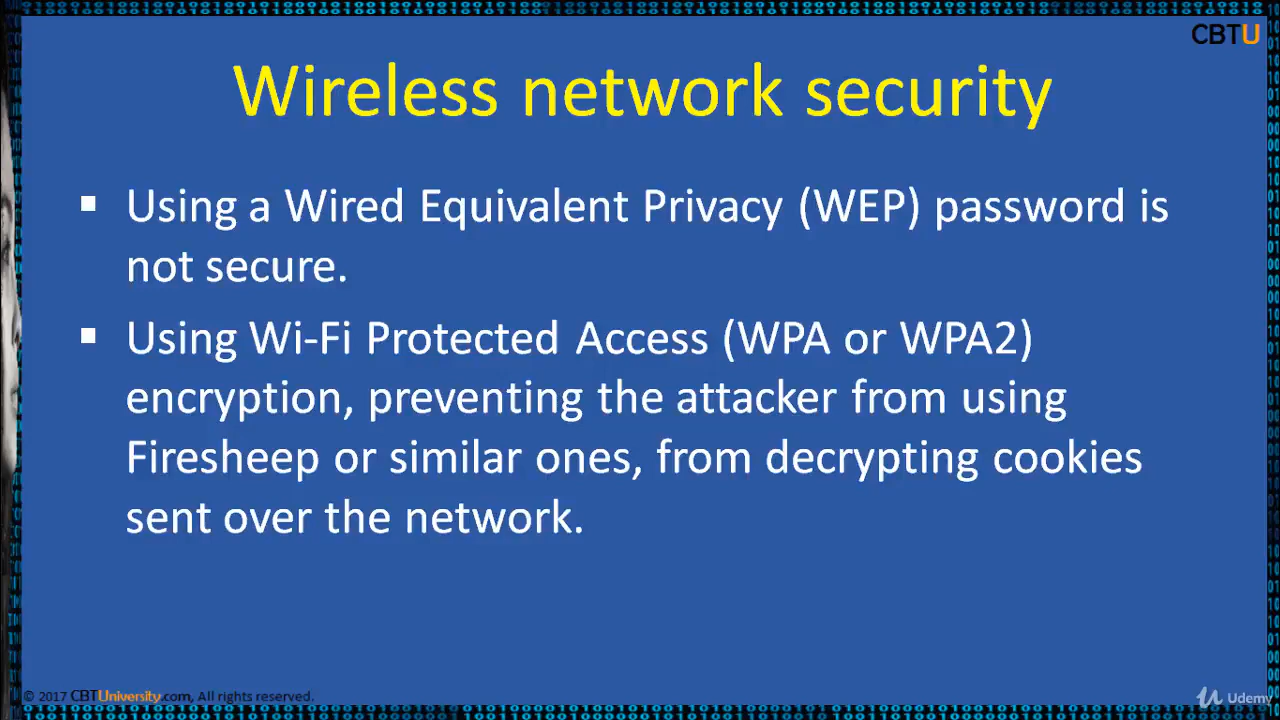 CBTU
Wireless network security
▪ Using a Wired Equivalent Privacy (WEP) password is
not secure.
▪ Using Wi-Fi Protected Access (WPA or WPA2)
encryption, preventing the attacker from using
Firesheep or similar ones, from decrypting cookies
sent over the network.
© 2017 CBTUniversity.com, All rights reserved.
Udemy